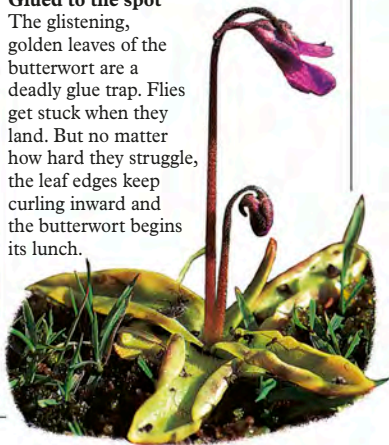 Glued to the spot
The glistening,
golden leaves of the
butterwort are a
deadly glue trap. Flies
get stuck when they
land. But no matter
how hard they struggle,
the leaf edges keep
curling inward and
the butterwort begins
its lunch.